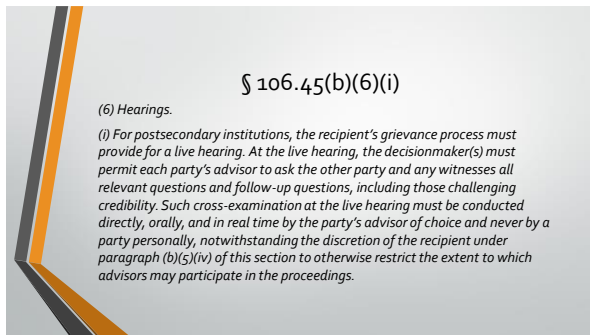 § 106.45(b)(6)(i)
(6) Hearings.
(i) For postsecondary institutions, the recipient's grievance process must
provide for a live hearing. At the live hearing, the decisionmaker(s) must
permit each party's advisor to ask the other party and any witnesses all
relevant questions and follow-up questions, including those challenging
credibility. Such cross-examination at the live hearing must be conducted
directly, orally, and in real time by the party's advisor of choice and never by a
party personally, notwithstanding the discretion of the recipient under
paragraph (b)(5)(iv) of this section to otherwise restrict the extent to which
advisors may participate in the proceedings.